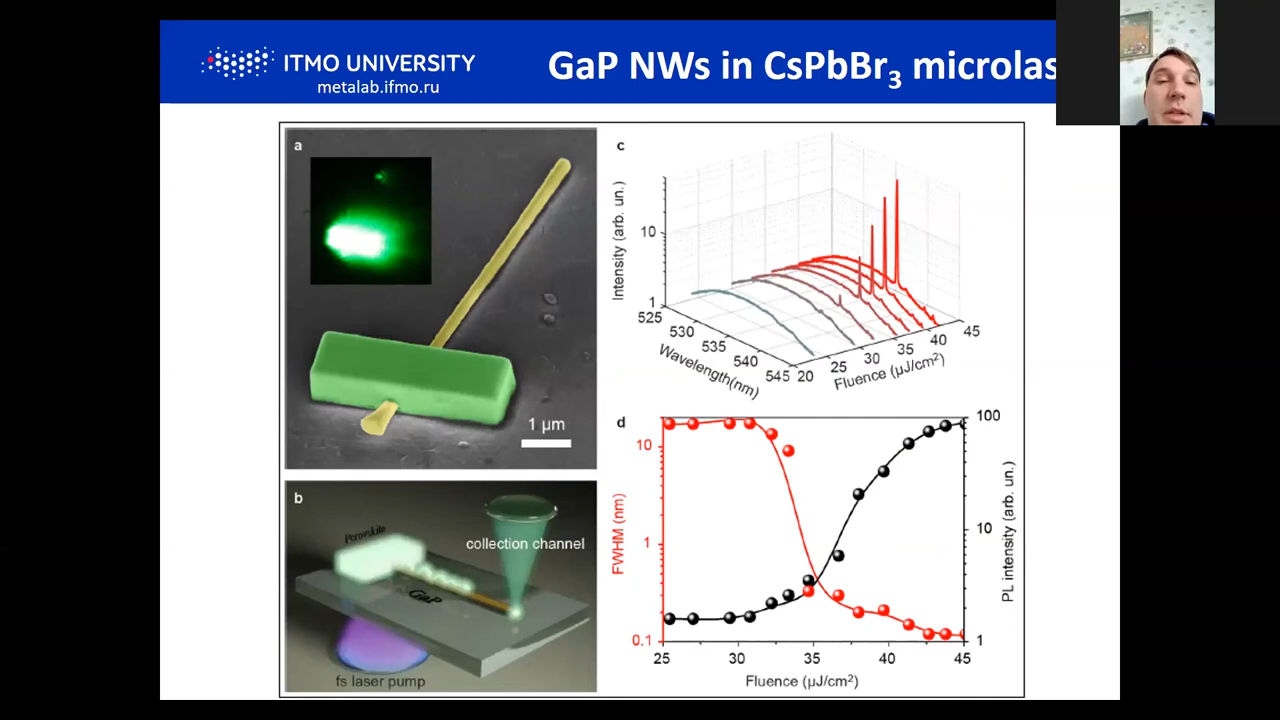 ITMO UNIVERSITY
metalab.ifmo.ru
GaP NWs in CsPbBr₃ microlas
a
1 µm
b
Perovskite
GaP
collection channel
fs laser pump
c
Intensity (arb. un.)
10
1
525
530
535
540
545
Wavelength(nm)
20
25
30
35
40
45
Fluence (µJ/cm²)
d
FWHM (nm)
10
1
0.1
100
10
1
PL intensity (arb. un.)
25
30
35
40
45
Fluence (µJ/cm²)